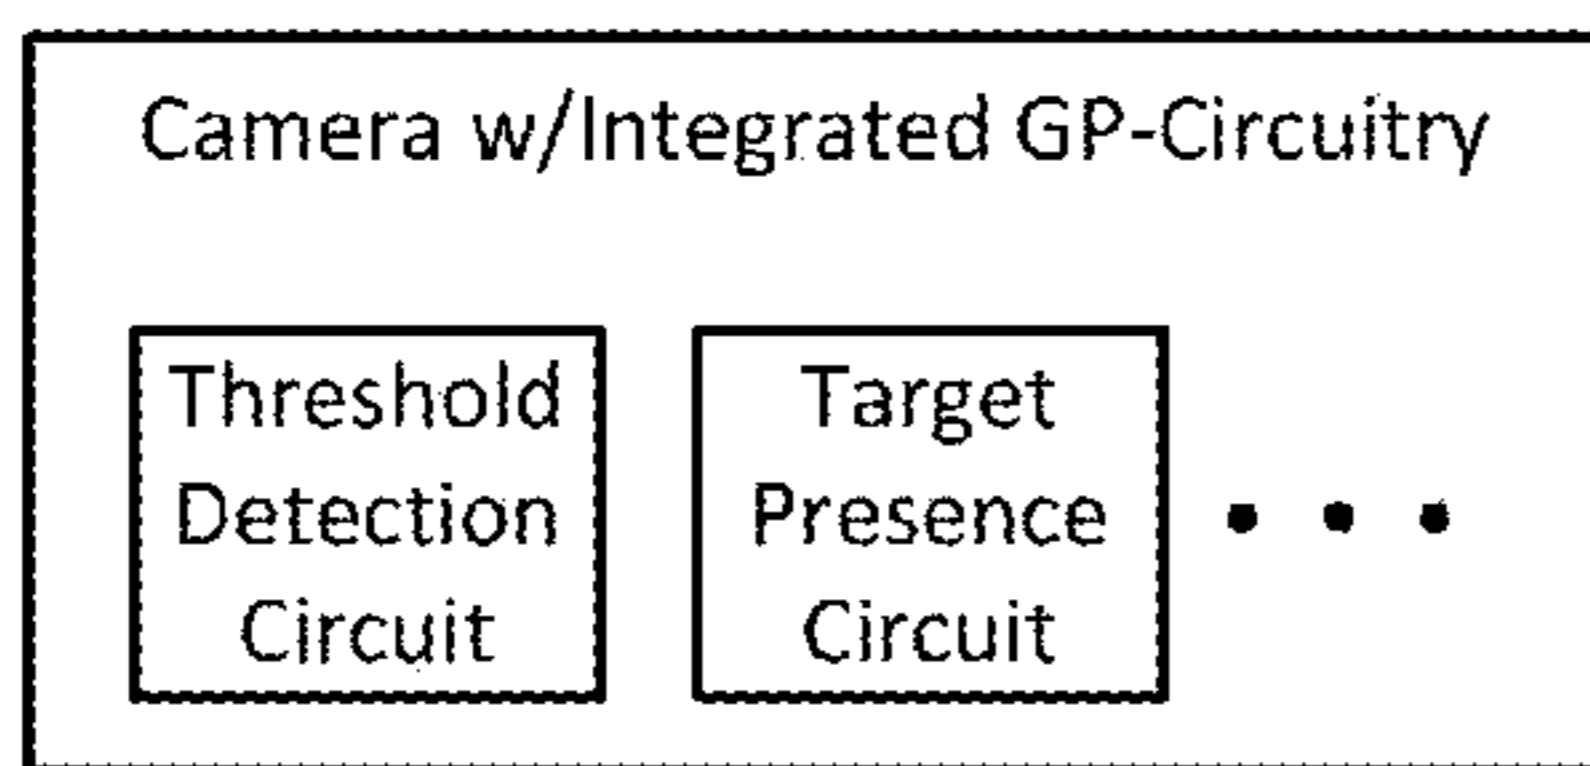 Camera w/Integrated GP-Circuitry
Threshold
Detection
Circuit
Target
Presence
Circuit